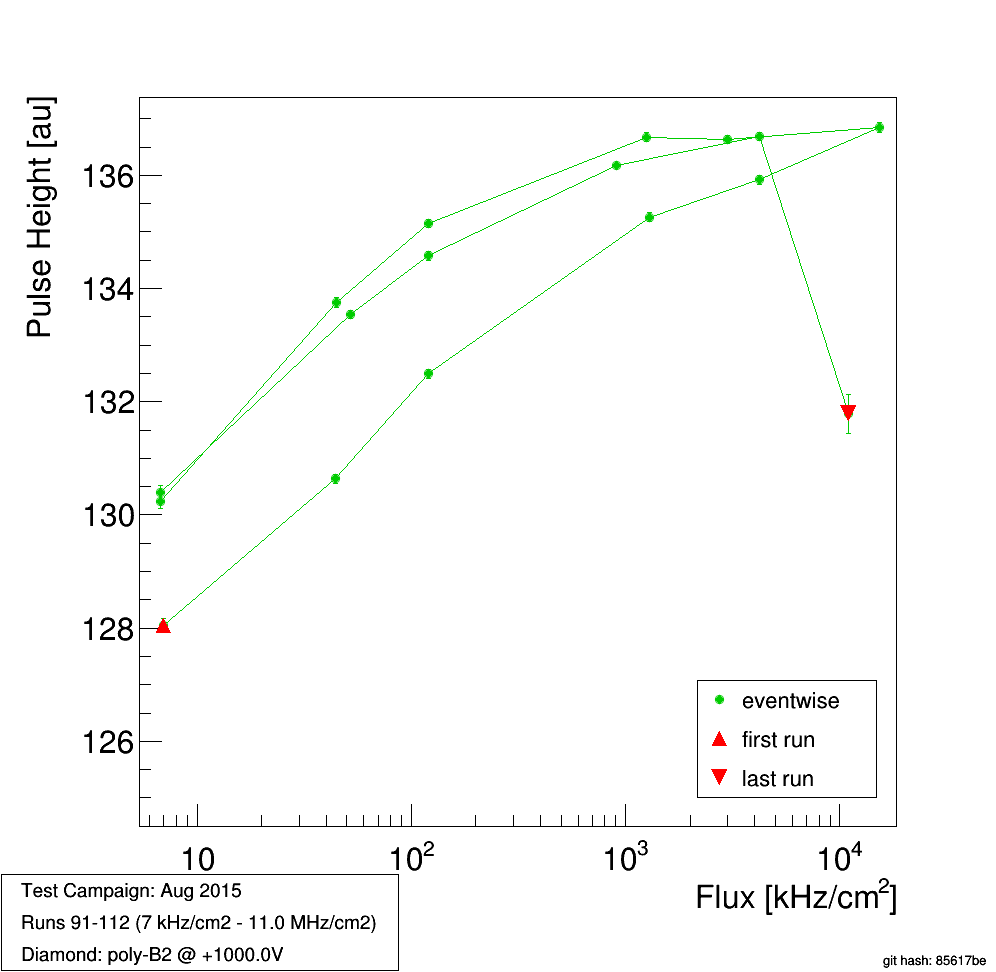 Pulse Height [au]
136
134
132
130
128
126
eventwise
first run
last run
10 10² 10³ 10⁴
Flux [kHz/cm²]
Test Campaign: Aug 2015
Runs 91-112 (7 kHz/cm2 - 11.0 MHz/cm2)
Diamond: poly-B2 @ +1000.0V
git hash: 85617be